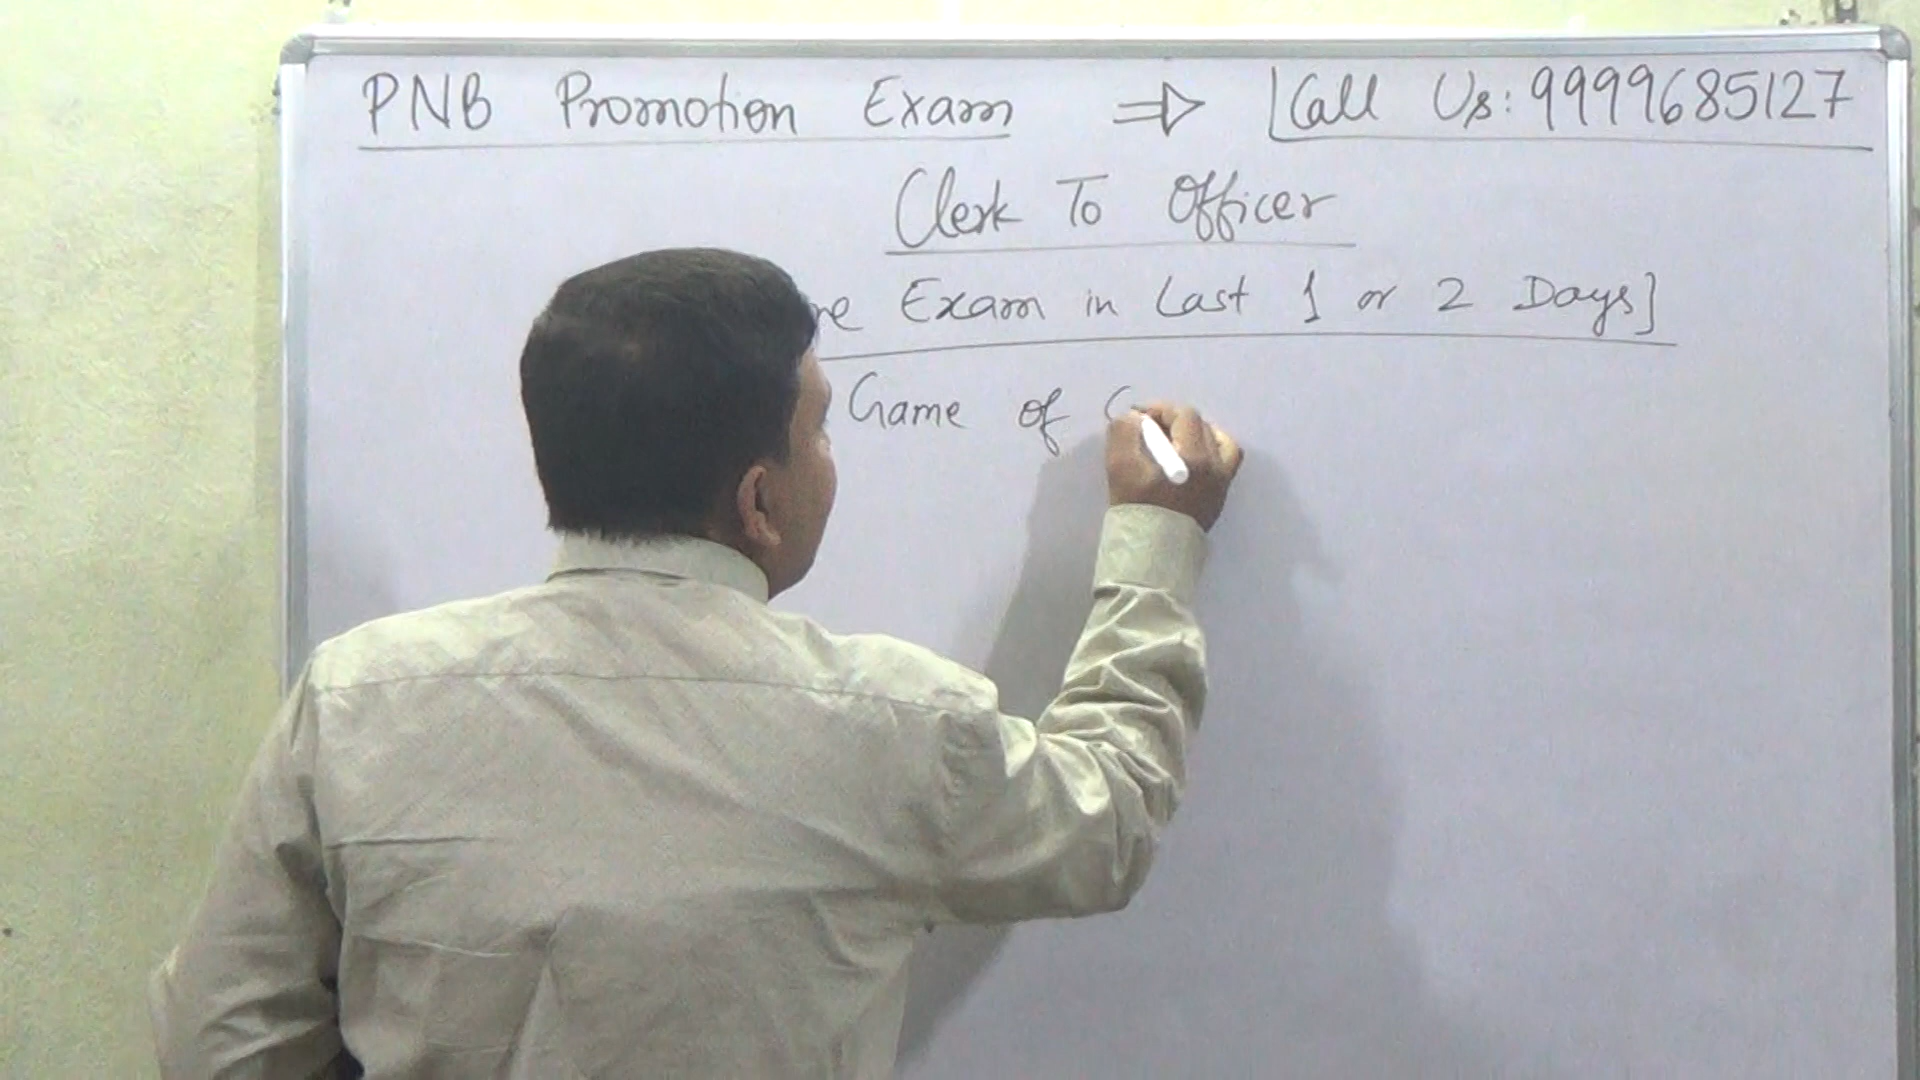 PNB Promotion Exam ⇒ Call Us: 9999685127
Clerk To Officer
Exam in Last 1 or 2 Days]
Game of